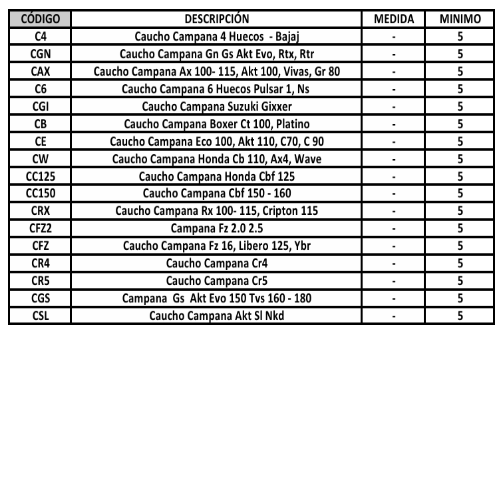 CÓDIGO DESCRIPCIÓN MEDIDA MINIMO
C4 Caucho Campana 4 Huecos - Bajaj - 5
CGN Caucho Campana Gn Gs Akt Evo, Rtx, Rtr - 5
CAX Caucho Campana Ax 100- 115, Akt 100, Vivas, Gr 80 - 5
C6 Caucho Campana 6 Huecos Pulsar 1, Ns - 5
CGI Caucho Campana Suzuki Gixxer - 5
CB Caucho Campana Boxer Ct 100, Platino - 5
CE Caucho Campana Eco 100, Akt 110, C70, C 90 - 5
CW Caucho Campana Honda Cb 110, Ax4, Wave - 5
CC125 Caucho Campana Honda Cbf 125 - 5
CC150 Caucho Campana Cbf 150 - 160 - 5
CRX Caucho Campana Rx 100- 115, Cripton 115 - 5
CFZ2 Campana Fz 2.0 2.5 - 5
CFZ Caucho Campana Fz 16, Libero 125, Ybr - 5
CR4 Caucho Campana Cr4 - 5
CR5 Caucho Campana Cr5 - 5
CGS Campana Gs Akt Evo 150 Tvs 160 - 180 - 5
CSL Caucho Campana Akt Sl Nkd - 5